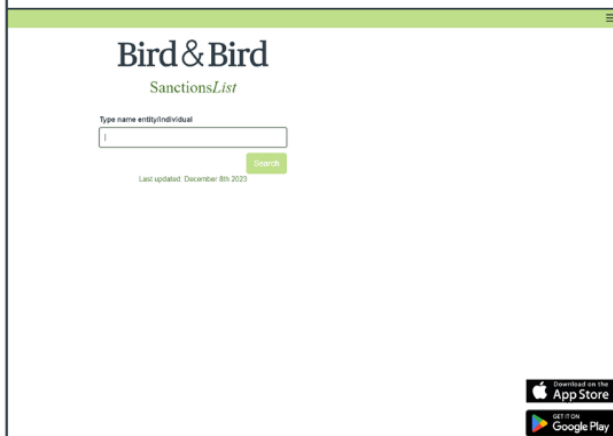 Bird & Bird
SanctionsList
Type name entity/individual
Search
Last updated: December 8th 2023
Download on the
App Store
GET IT ON
Google Play